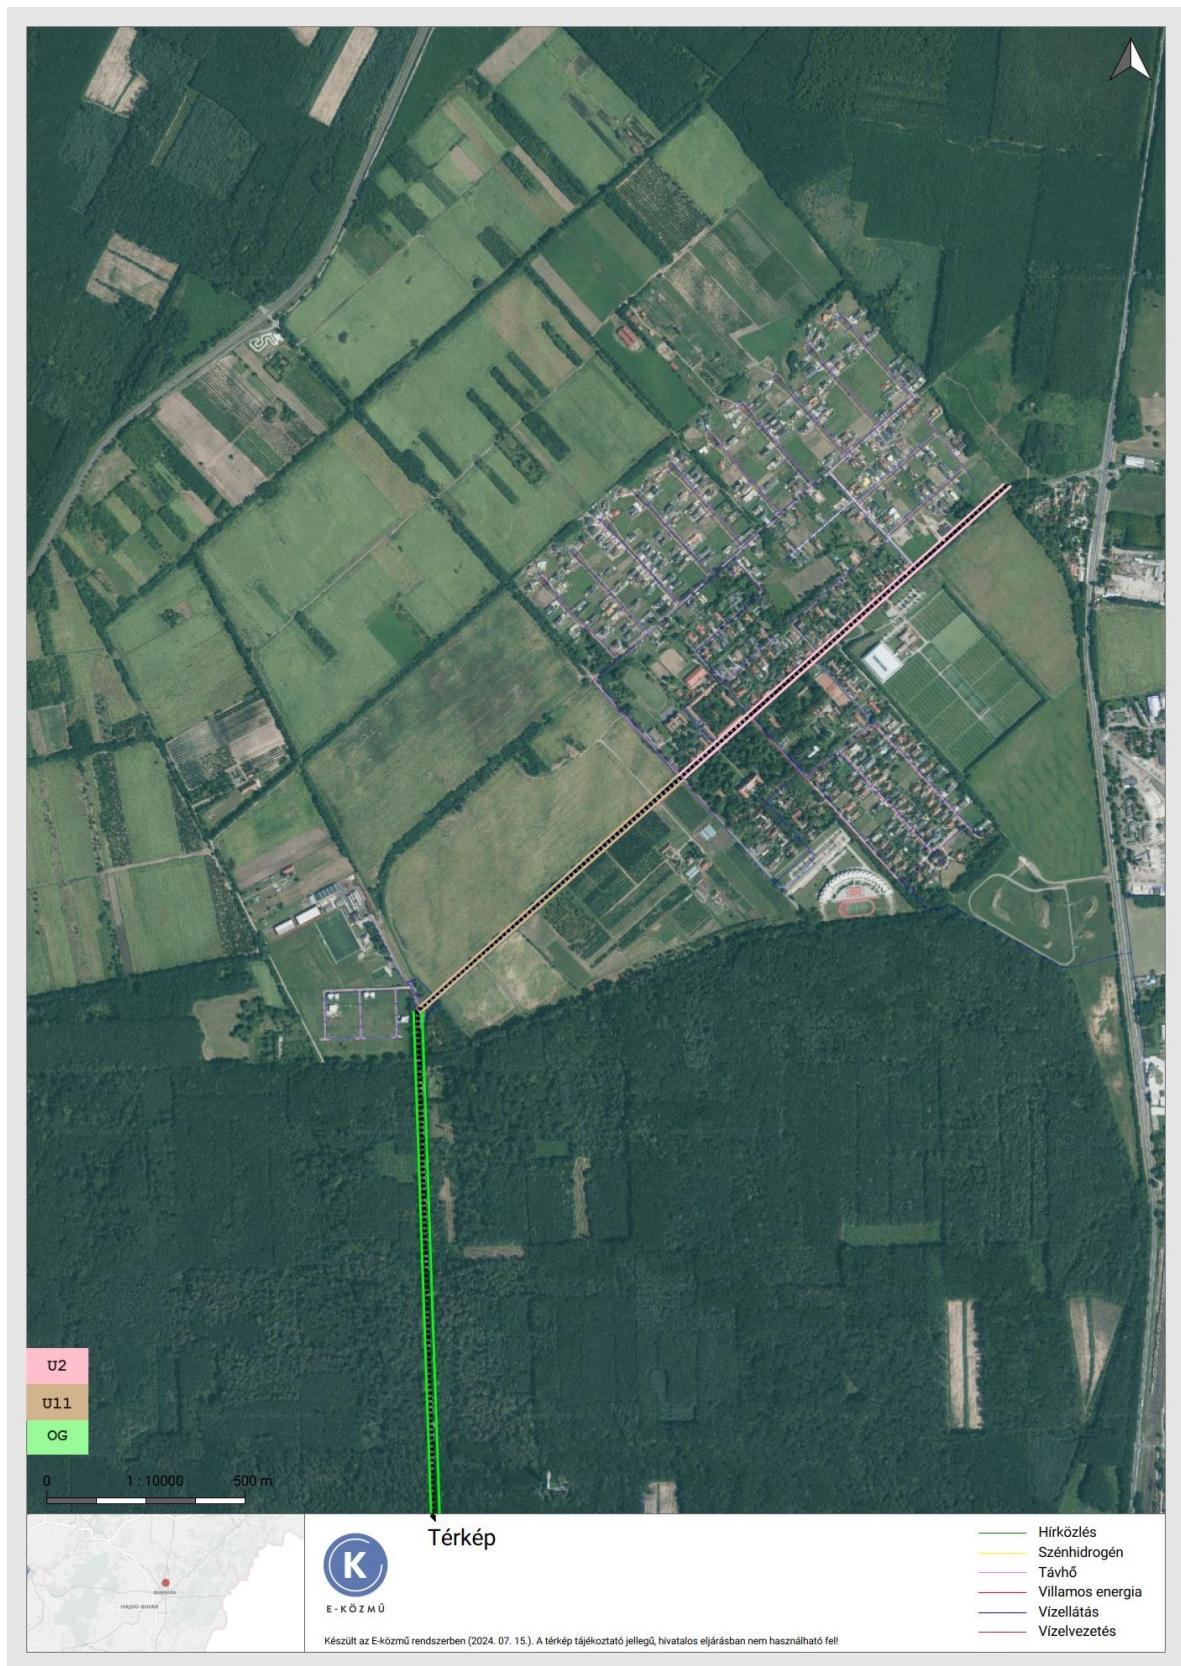 U2
U11
OG
0 1 : 10000 500 m
HAJDÚ-BIHAR
Térkép
K
E-KÖZMŰ
Készült az E-közmű rendszerben (2024. 07. 15.). A térkép tájékoztató jellegű, hivatalos eljárásban nem használható fel!
Hírközlés
Szénhidrogén
Távhő
Villamos energia
Vízellátás
Vízelvezetés